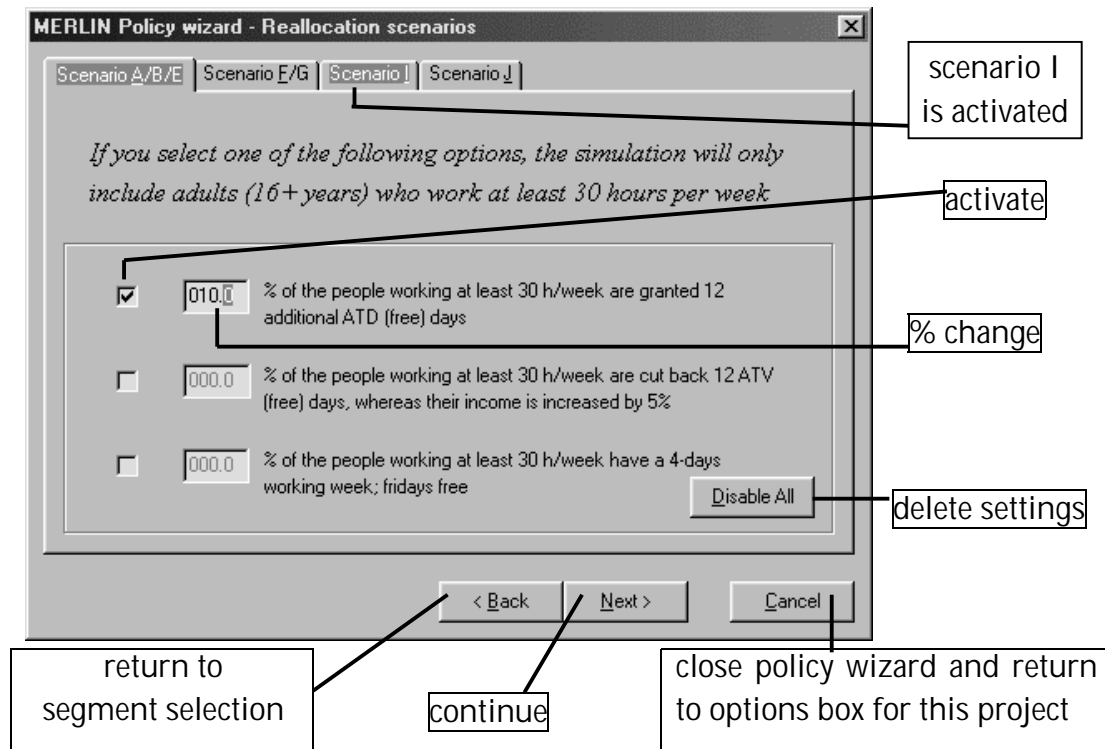 MERLIN Policy wizard - Reallocation scenarios
Scenario A/B/E
Scenario F/G
Scenario I
Scenario J
scenario I
is activated
If you select one of the following options, the simulation will only
include adults (16+ years) who work at least 30 hours per week
activate
010.0
% of the people working at least 30 h/week are granted 12
additional ATD (free) days
% change
000.0
% of the people working at least 30 h/week are cut back 12 ATV
(free) days, whereas their income is increased by 5%
000.0
% of the people working at least 30 h/week have a 4-days
working week; fridays free
Disable All
delete settings
< Back
Next >
Cancel
return to
segment selection
continue
close policy wizard and return
to options box for this project